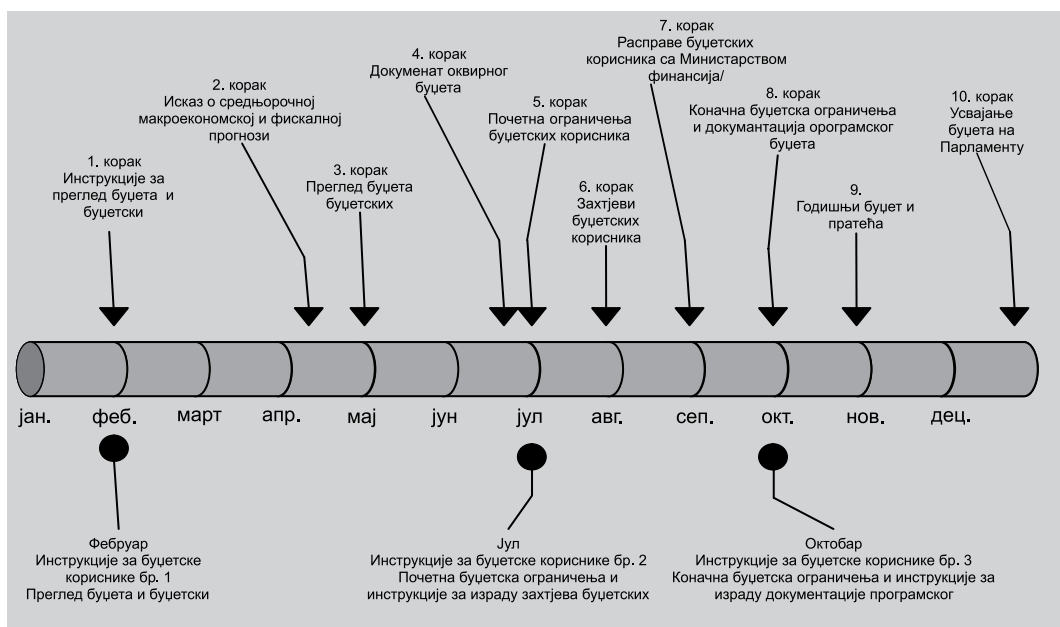 1. корак
Инструкције за
преглед буџета и
буџетски
2. корак
Исказ о средњорочној
макроекономској и фискалној
прогнози
3. корак
Преглед буџета
буџетских
4. корак
Документ оквирног
буџета
5. корак
Почетна ограничења
буџетских корисника
6. корак
Захтјеви
буџетских
корисника
7. корак
Расправе буџетских
корисника са Министарством
финансија/
8. корак
Коначна буџетска ограничења
и докумантација орограмског
буџета
9.
Годишњи буџет и
пратећа
10. корак
Усвајање
буџета на
Парламенту
јан. феб. март апр. мај јун јул авг. сеп. окт. нов. дец.
Фебруар
Инструкције за буџетске
кориснике бр. 1
Преглед буџета и буџетски
Јул
Инструкције за буџетске кориснике бр. 2
Почетна буџетска ограничења и
инструкције за израду захтјева буџетских
Октобар
Инструкције за буџетске кориснике бр. 3
Коначна буџетска ограничења и инструкције за
израду документације програмског